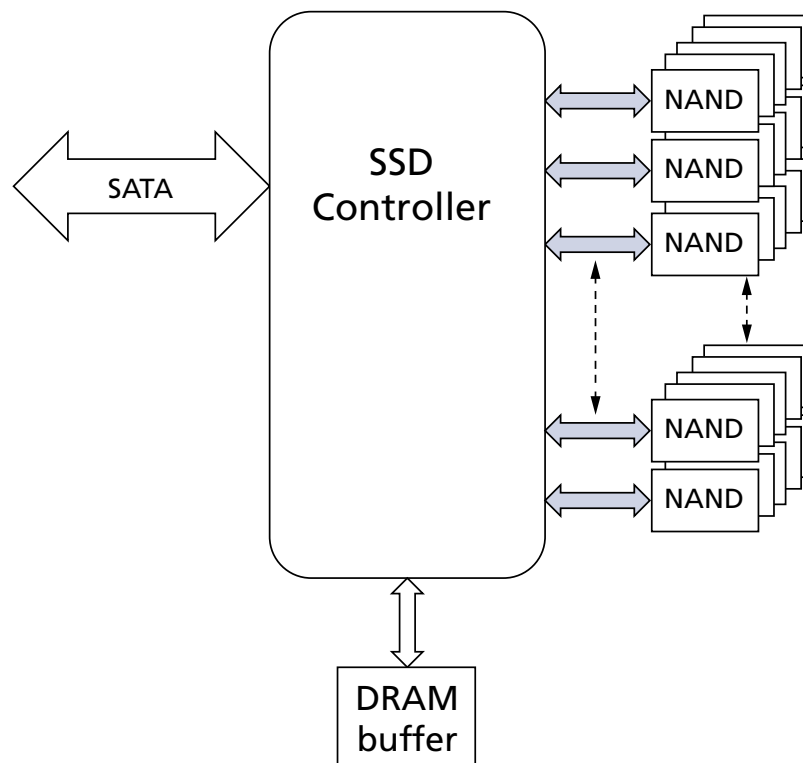 SATA
SSD
Controller
NAND
NAND
NAND
NAND
NAND
DRAM
buffer